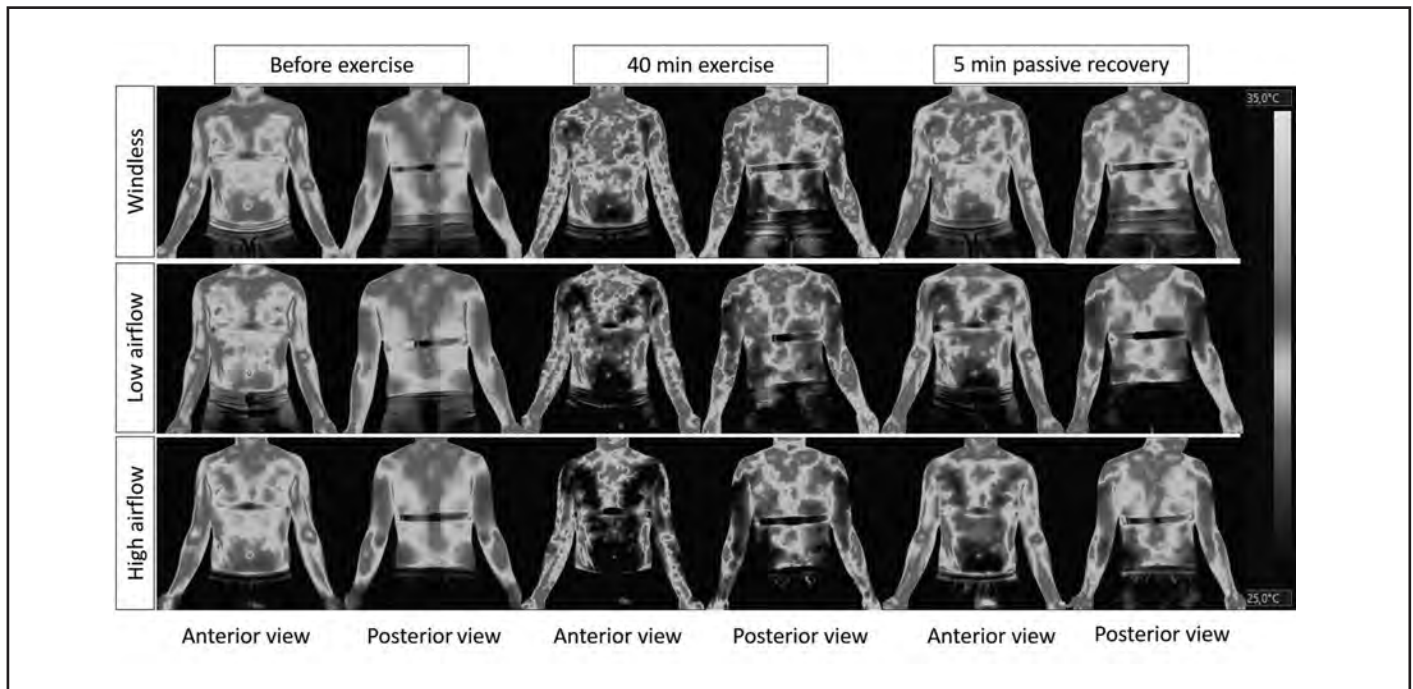 Before exercise
40 min exercise
5 min passive recovery
Windless
35,0°C
Low airflow
High airflow
25,0°C
Anterior view
Posterior view
Anterior view
Posterior view
Anterior view
Posterior view